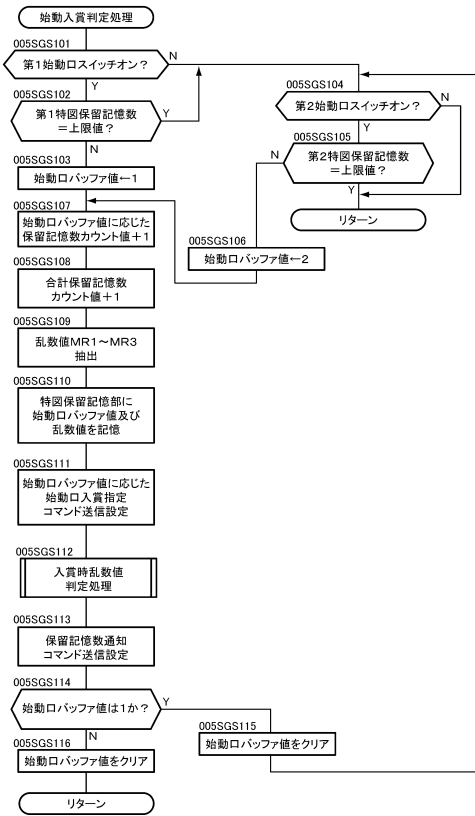 始動入賞判定処理
005SGS101
第1始動口スイッチオン？
N
Y
005SGS102
第1特図保留記憶数
＝上限値？
Y
N
005SGS103
始動口バッファ値←1
005SGS104
第2始動口スイッチオン？
N
Y
005SGS105
第2特図保留記憶数
＝上限値？
N
Y
リターン
005SGS106
始動口バッファ値←2
005SGS107
始動口バッファ値に応じた
保留記憶数カウント値＋1
005SGS108
合計保留記憶数
カウント値＋1
005SGS109
乱数値MR1～MR3
抽出
005SGS110
特図保留記憶部に
始動口バッファ値及び
乱数値を記憶
005SGS111
始動口バッファ値に応じた
始動口入賞指定
コマンド送信設定
005SGS112
入賞時乱数値
判定処理
005SGS113
保留記憶数通知
コマンド送信設定
005SGS114
始動口バッファ値は1か？
Y
N
005SGS115
始動口バッファ値をクリア
005SGS116
始動口バッファ値をクリア
リターン